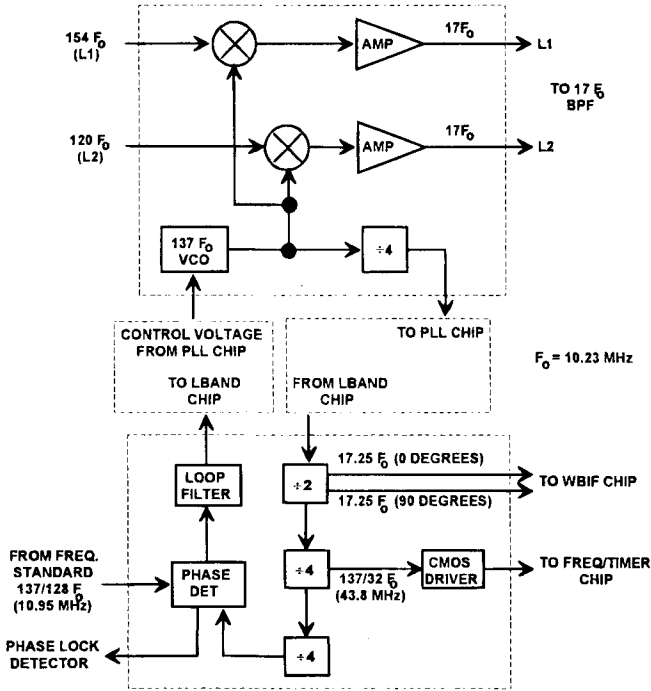 154 Fo
(L1)
AMP
17Fo
L1
TO 17 Fo
BPF
120 Fo
(L2)
AMP
17Fo
L2
137 Fo
VCO
÷4
CONTROL VOLTAGE
FROM PLL CHIP
TO LBAND
CHIP
TO PLL CHIP
FROM LBAND
CHIP
Fo = 10.23 MHz
LOOP
FILTER
÷2
17.25 Fo (0 DEGREES)
17.25 Fo (90 DEGREES)
TO WBIF CHIP
FROM FREQ.
STANDARD
137/128 Fo
(10.95 MHz)
PHASE
DET
÷4
137/32 Fo
(43.8 MHz)
CMOS
DRIVER
TO FREQ/TIMER
CHIP
PHASE LOCK
DETECTOR
÷4